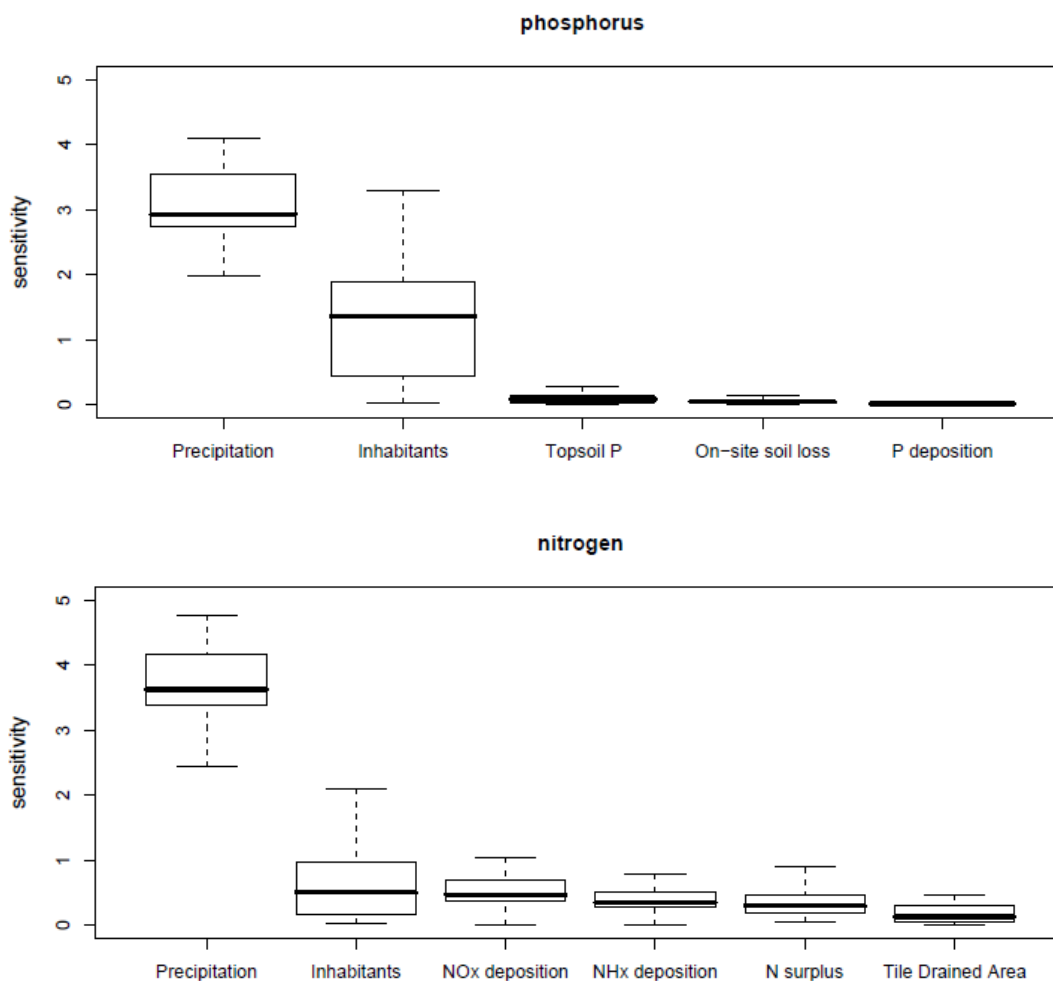 phosphorus
sensitivity
5
4
3
2
1
0
Precipitation Inhabitants Topsoil P On−site soil loss P deposition
nitrogen
sensitivity
5
4
3
2
1
0
Precipitation Inhabitants NOx deposition NHx deposition N surplus Tile Drained Area